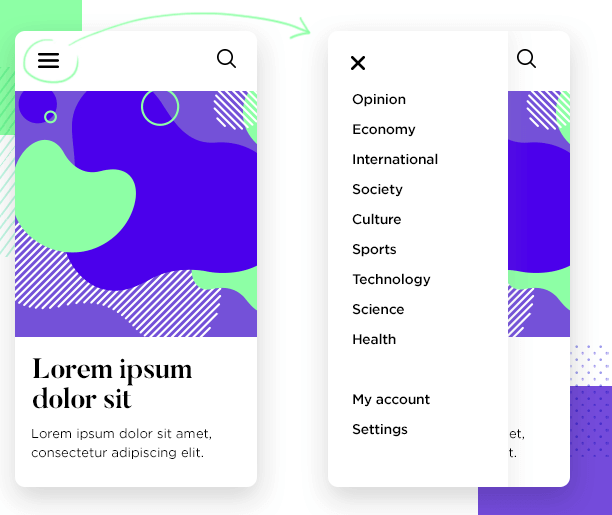 Lorem ipsum
dolor sit
Lorem ipsum dolor sit amet,
consectetur adipiscing elit.
Opinion
Economy
International
Society
Culture
Sports
Technology
Science
Health
My account
Settings
et,
t.